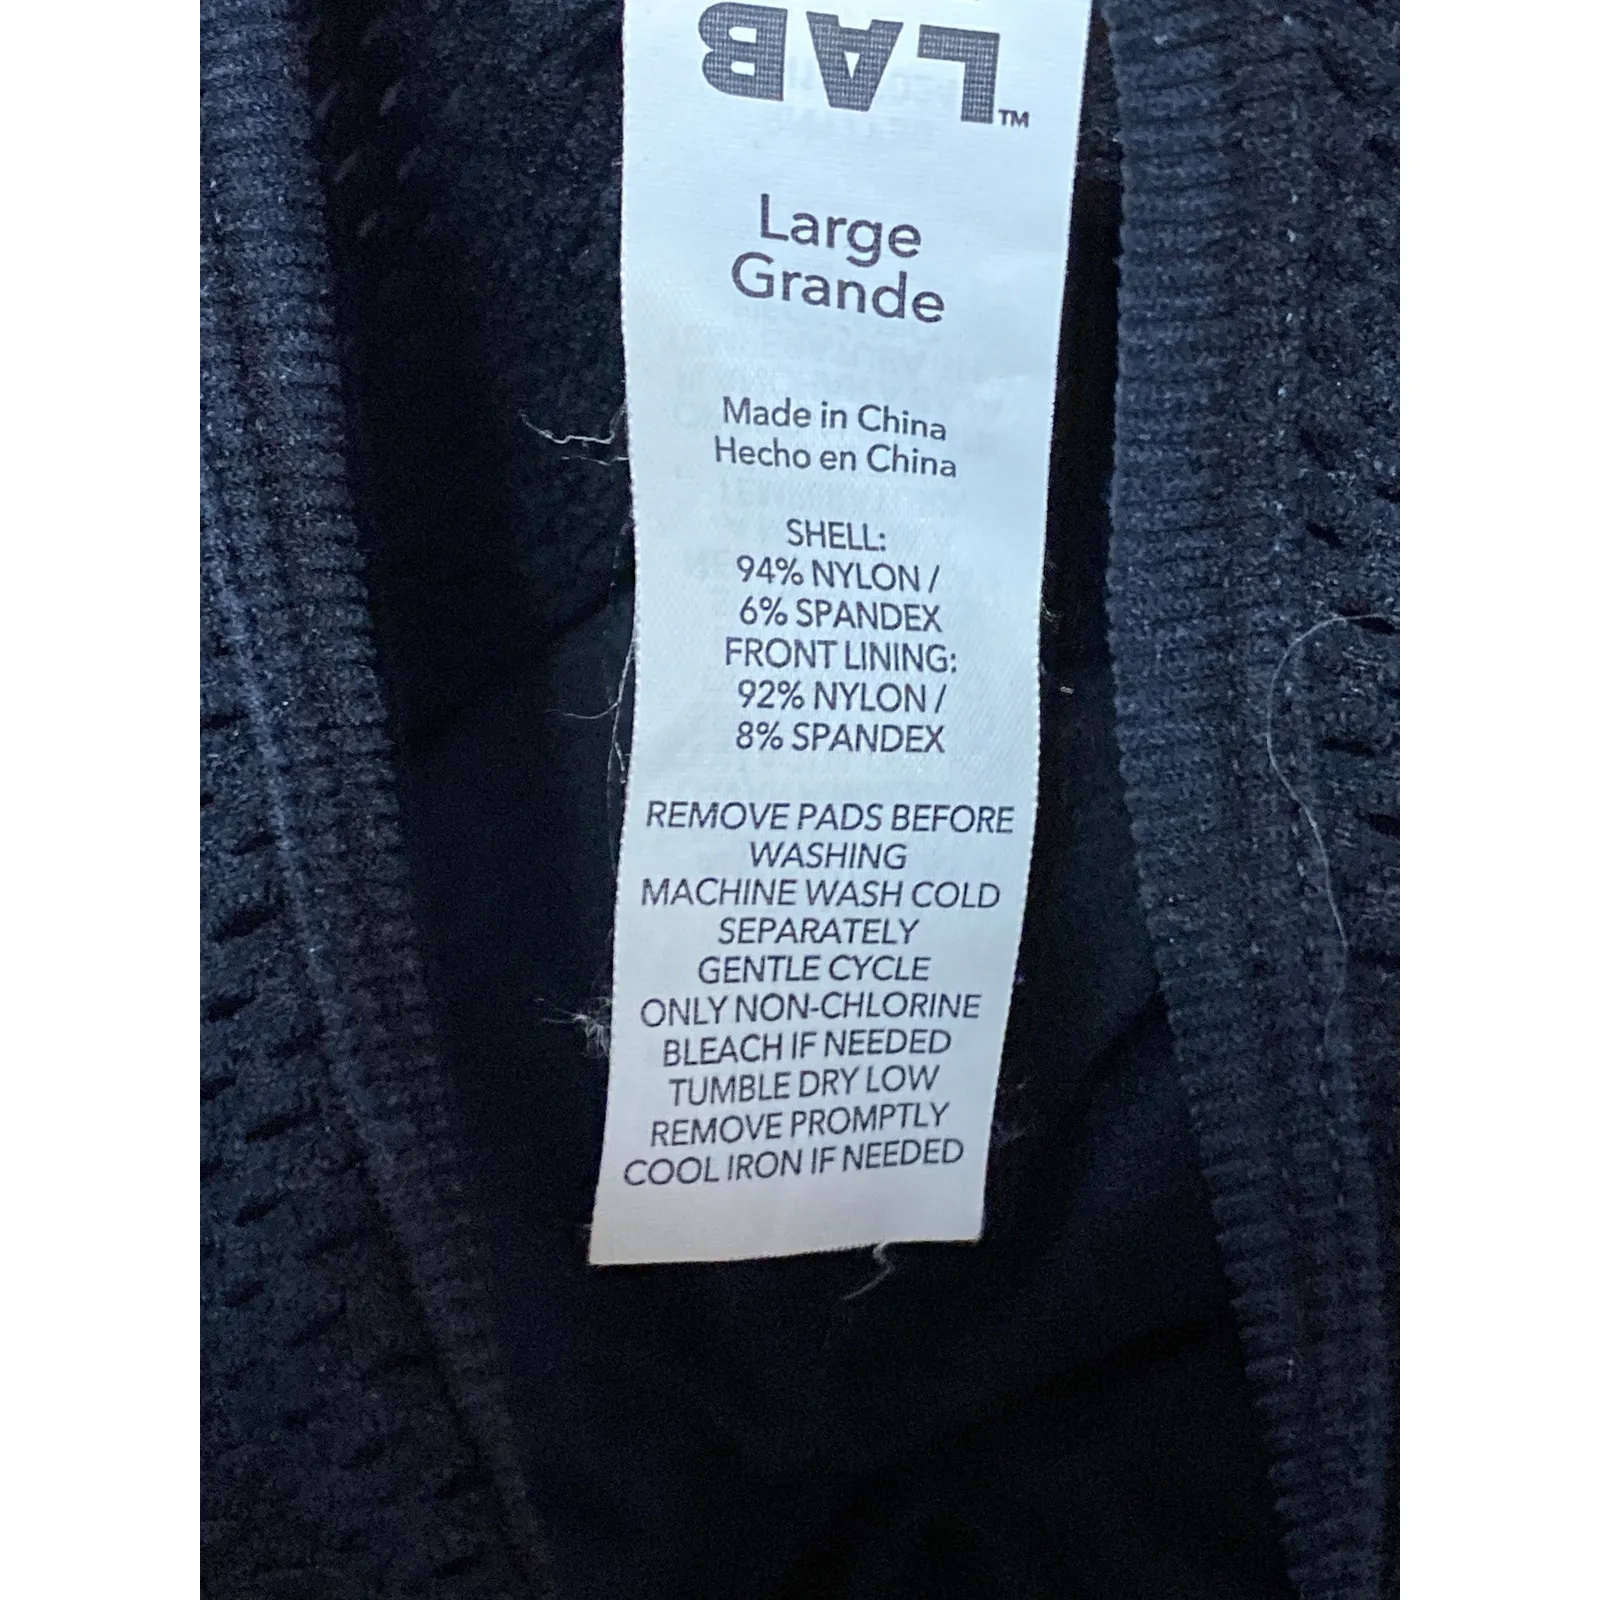 LAB™
Large
Grande
Made in China
Hecho en China
SHELL:
94% NYLON /
6% SPANDEX
FRONT LINING:
92% NYLON /
8% SPANDEX
REMOVE PADS BEFORE
WASHING
MACHINE WASH COLD
SEPARATELY
GENTLE CYCLE
ONLY NON-CHLORINE
BLEACH IF NEEDED
TUMBLE DRY LOW
REMOVE PROMPTLY
COOL IRON IF NEEDED